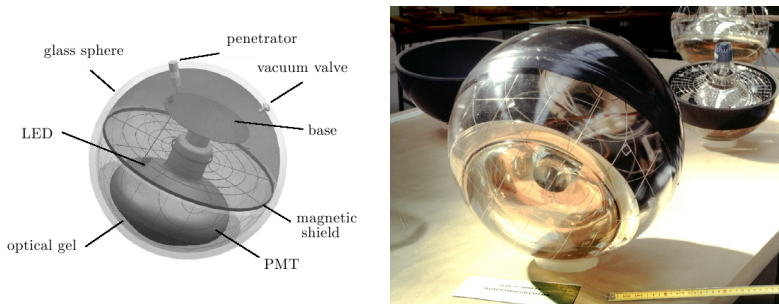 penetrator
glass sphere
vacuum valve
LED
base
magnetic
shield
optical gel
PMT